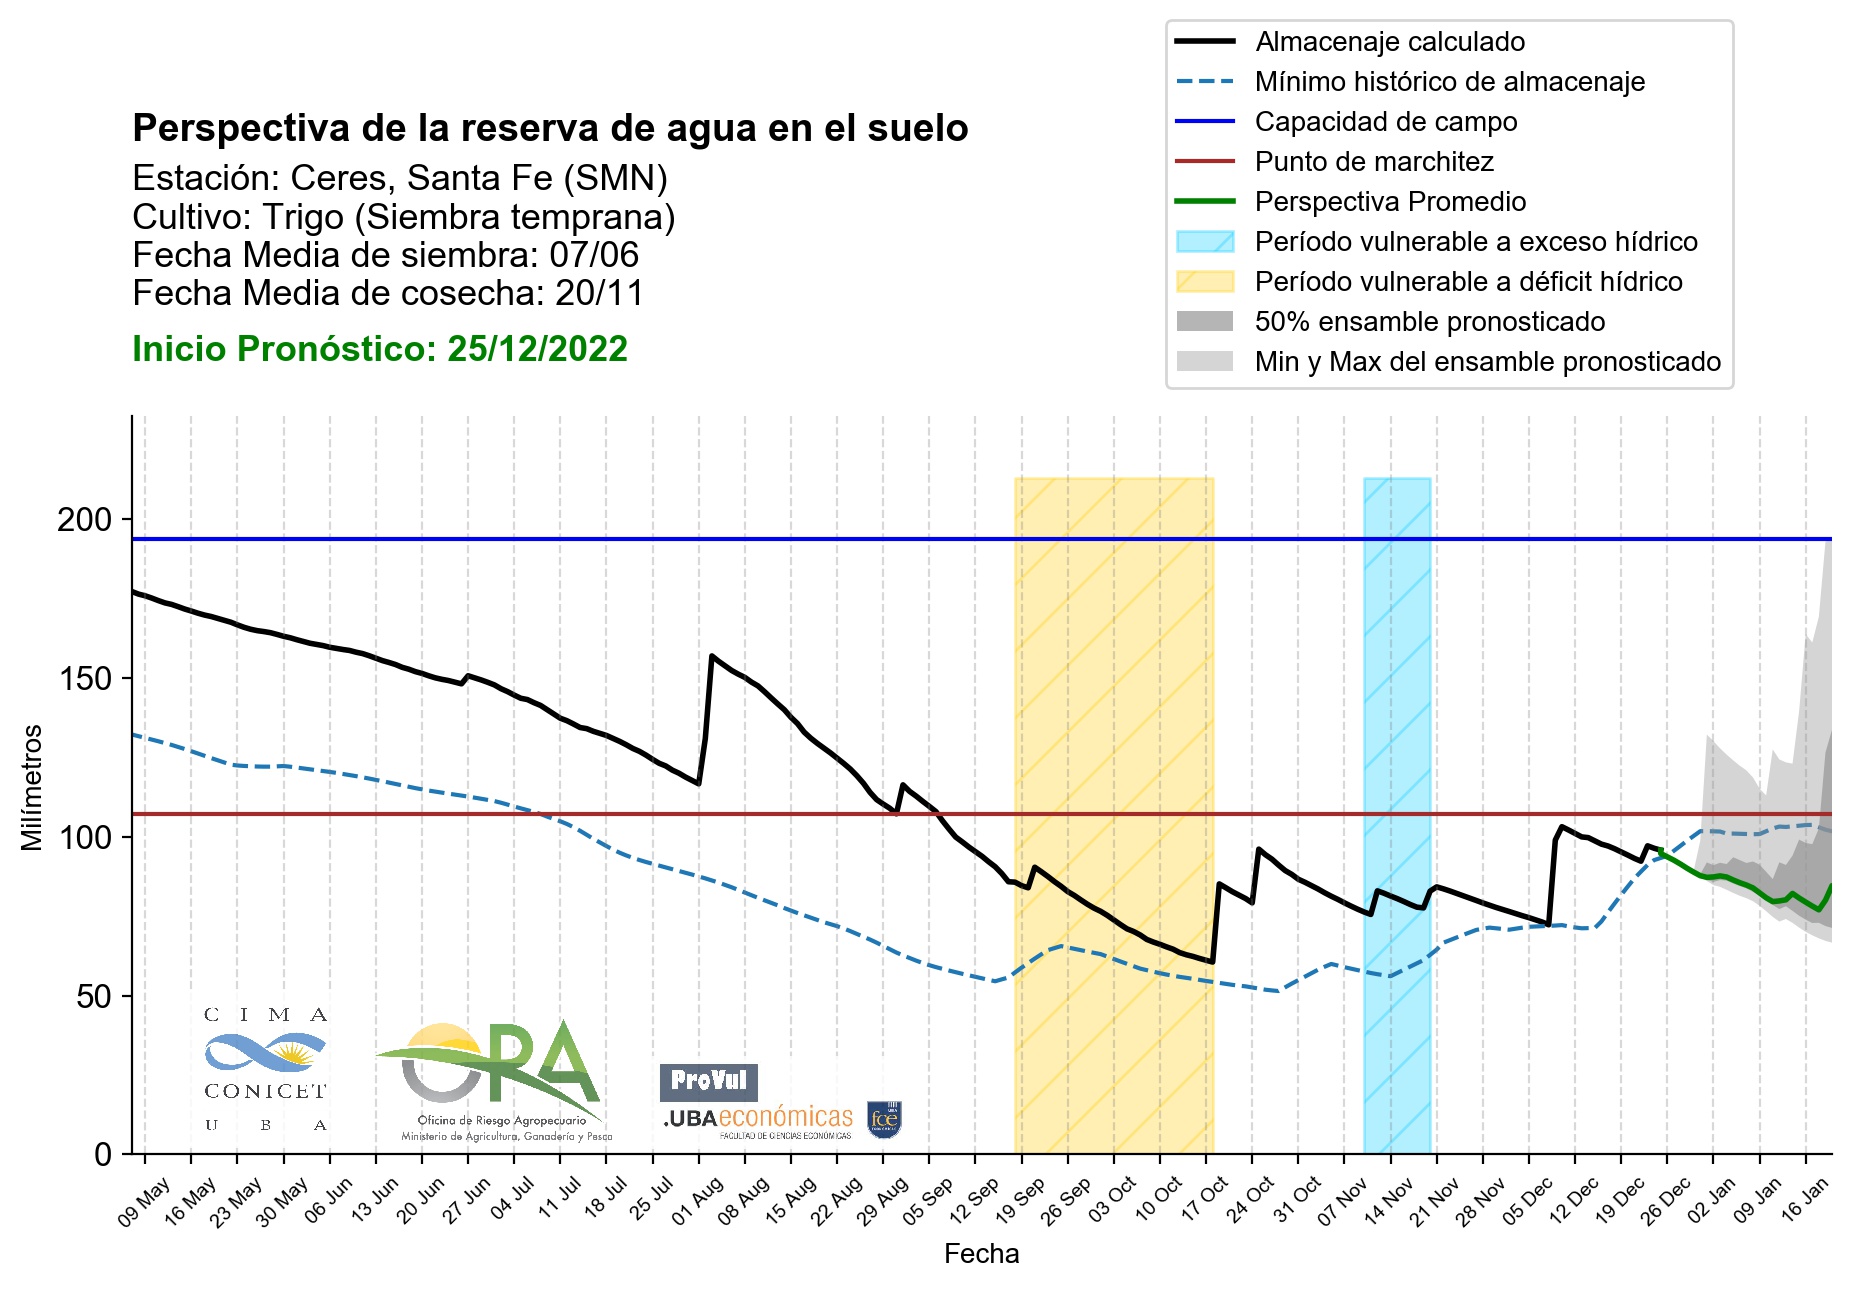 Almacenaje calculado
Mínimo histórico de almacenaje
Capacidad de campo
Punto de marchitez
Perspectiva Promedio
Período vulnerable a exceso hídrico
Período vulnerable a déficit hídrico
50% ensamble pronosticado
Min y Max del ensamble pronosticado
Perspectiva de la reserva de agua en el suelo
Estación: Ceres, Santa Fe (SMN)
Cultivo: Trigo (Siembra temprana)
Fecha Media de siembra: 07/06
Fecha Media de cosecha: 20/11
Inicio Pronóstico: 25/12/2022
200
150
100
50
0
Milímetros
CIMA
CONICET
UBA
OPA
Oficina de Riesgo Agropecuario
Ministerio de Agricultura, Ganadería y Pesca
ProVul
.UBAeconómicas
FACULTAD DE CIENCIAS ECONÓMICAS
fce
09 May
16 May
23 May
30 May
06 Jun
13 Jun
20 Jun
27 Jun
04 Jul
11 Jul
18 Jul
25 Jul
01 Aug
08 Aug
15 Aug
22 Aug
29 Aug
05 Sep
12 Sep
19 Sep
26 Sep
03 Oct
10 Oct
17 Oct
24 Oct
31 Oct
07 Nov
14 Nov
21 Nov
28 Nov
05 Dec
12 Dec
19 Dec
26 Dec
02 Jan
09 Jan
16 Jan
Fecha